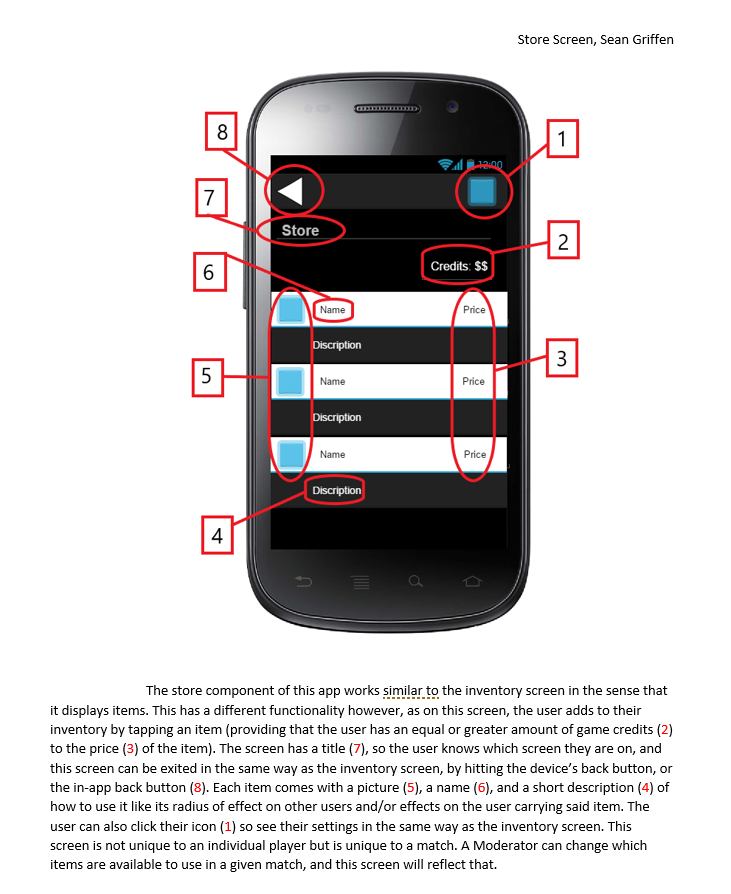 Store Screen, Sean Griffen
8
1
12:00
7
Store
2
Credits: $$
6
Name
Price
Discription
3
5
Name
Price
Discription
Name
Price
Discription
4
The store component of this app works similar to the inventory screen in the sense that
it displays items. This has a different functionality however, as on this screen, the user adds to their
inventory by tapping an item (providing that the user has an equal or greater amount of game credits (2)
to the price (3) of the item). The screen has a title (7), so the user knows which screen they are on, and
this screen can be exited in the same way as the inventory screen, by hitting the device's back button, or
the in-app back button (8). Each item comes with a picture (5), a name (6), and a short description (4) of
how to use it like its radius of effect on other users and/or effects on the user carrying said item. The
user can also click their icon (1) so see their settings in the same way as the inventory screen. This
screen is not unique to an individual player but is unique to a match. A Moderator can change which
items are available to use in a given match, and this screen will reflect that.